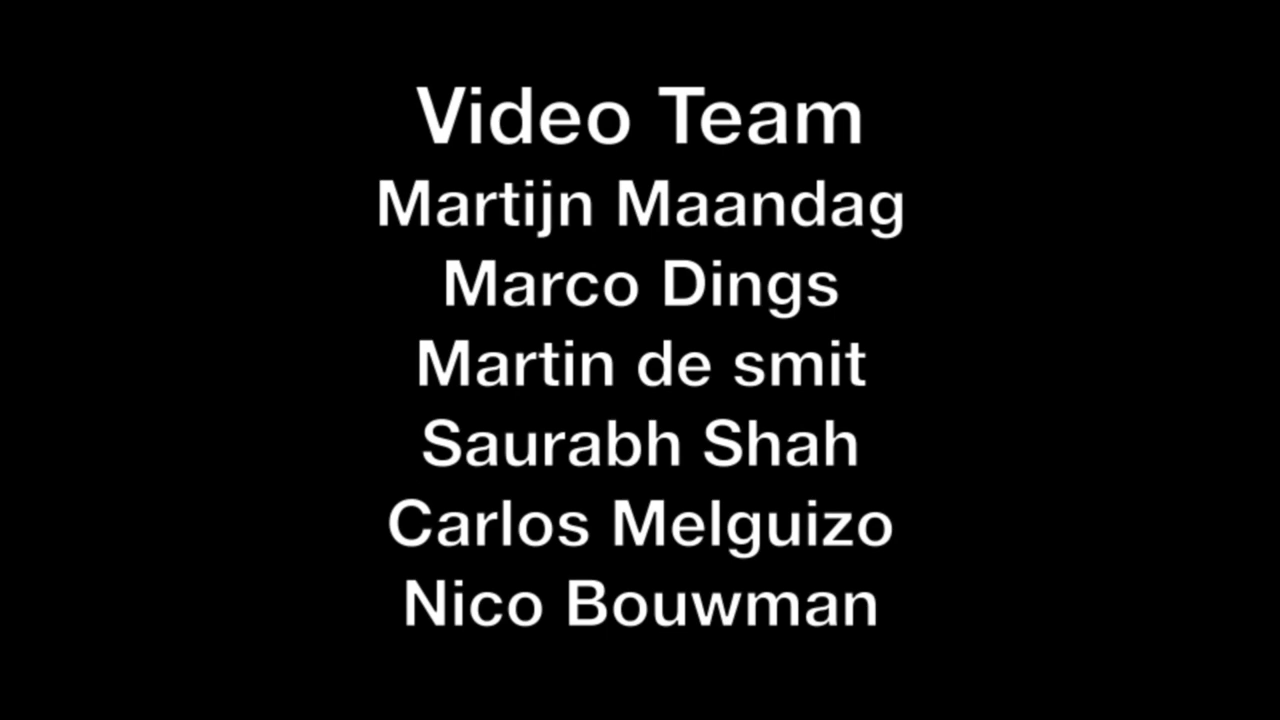 Video Team
Martijn Maandag
Marco Dings
Martin de smit
Saurabh Shah
Carlos Melguizo
Nico Bouwman